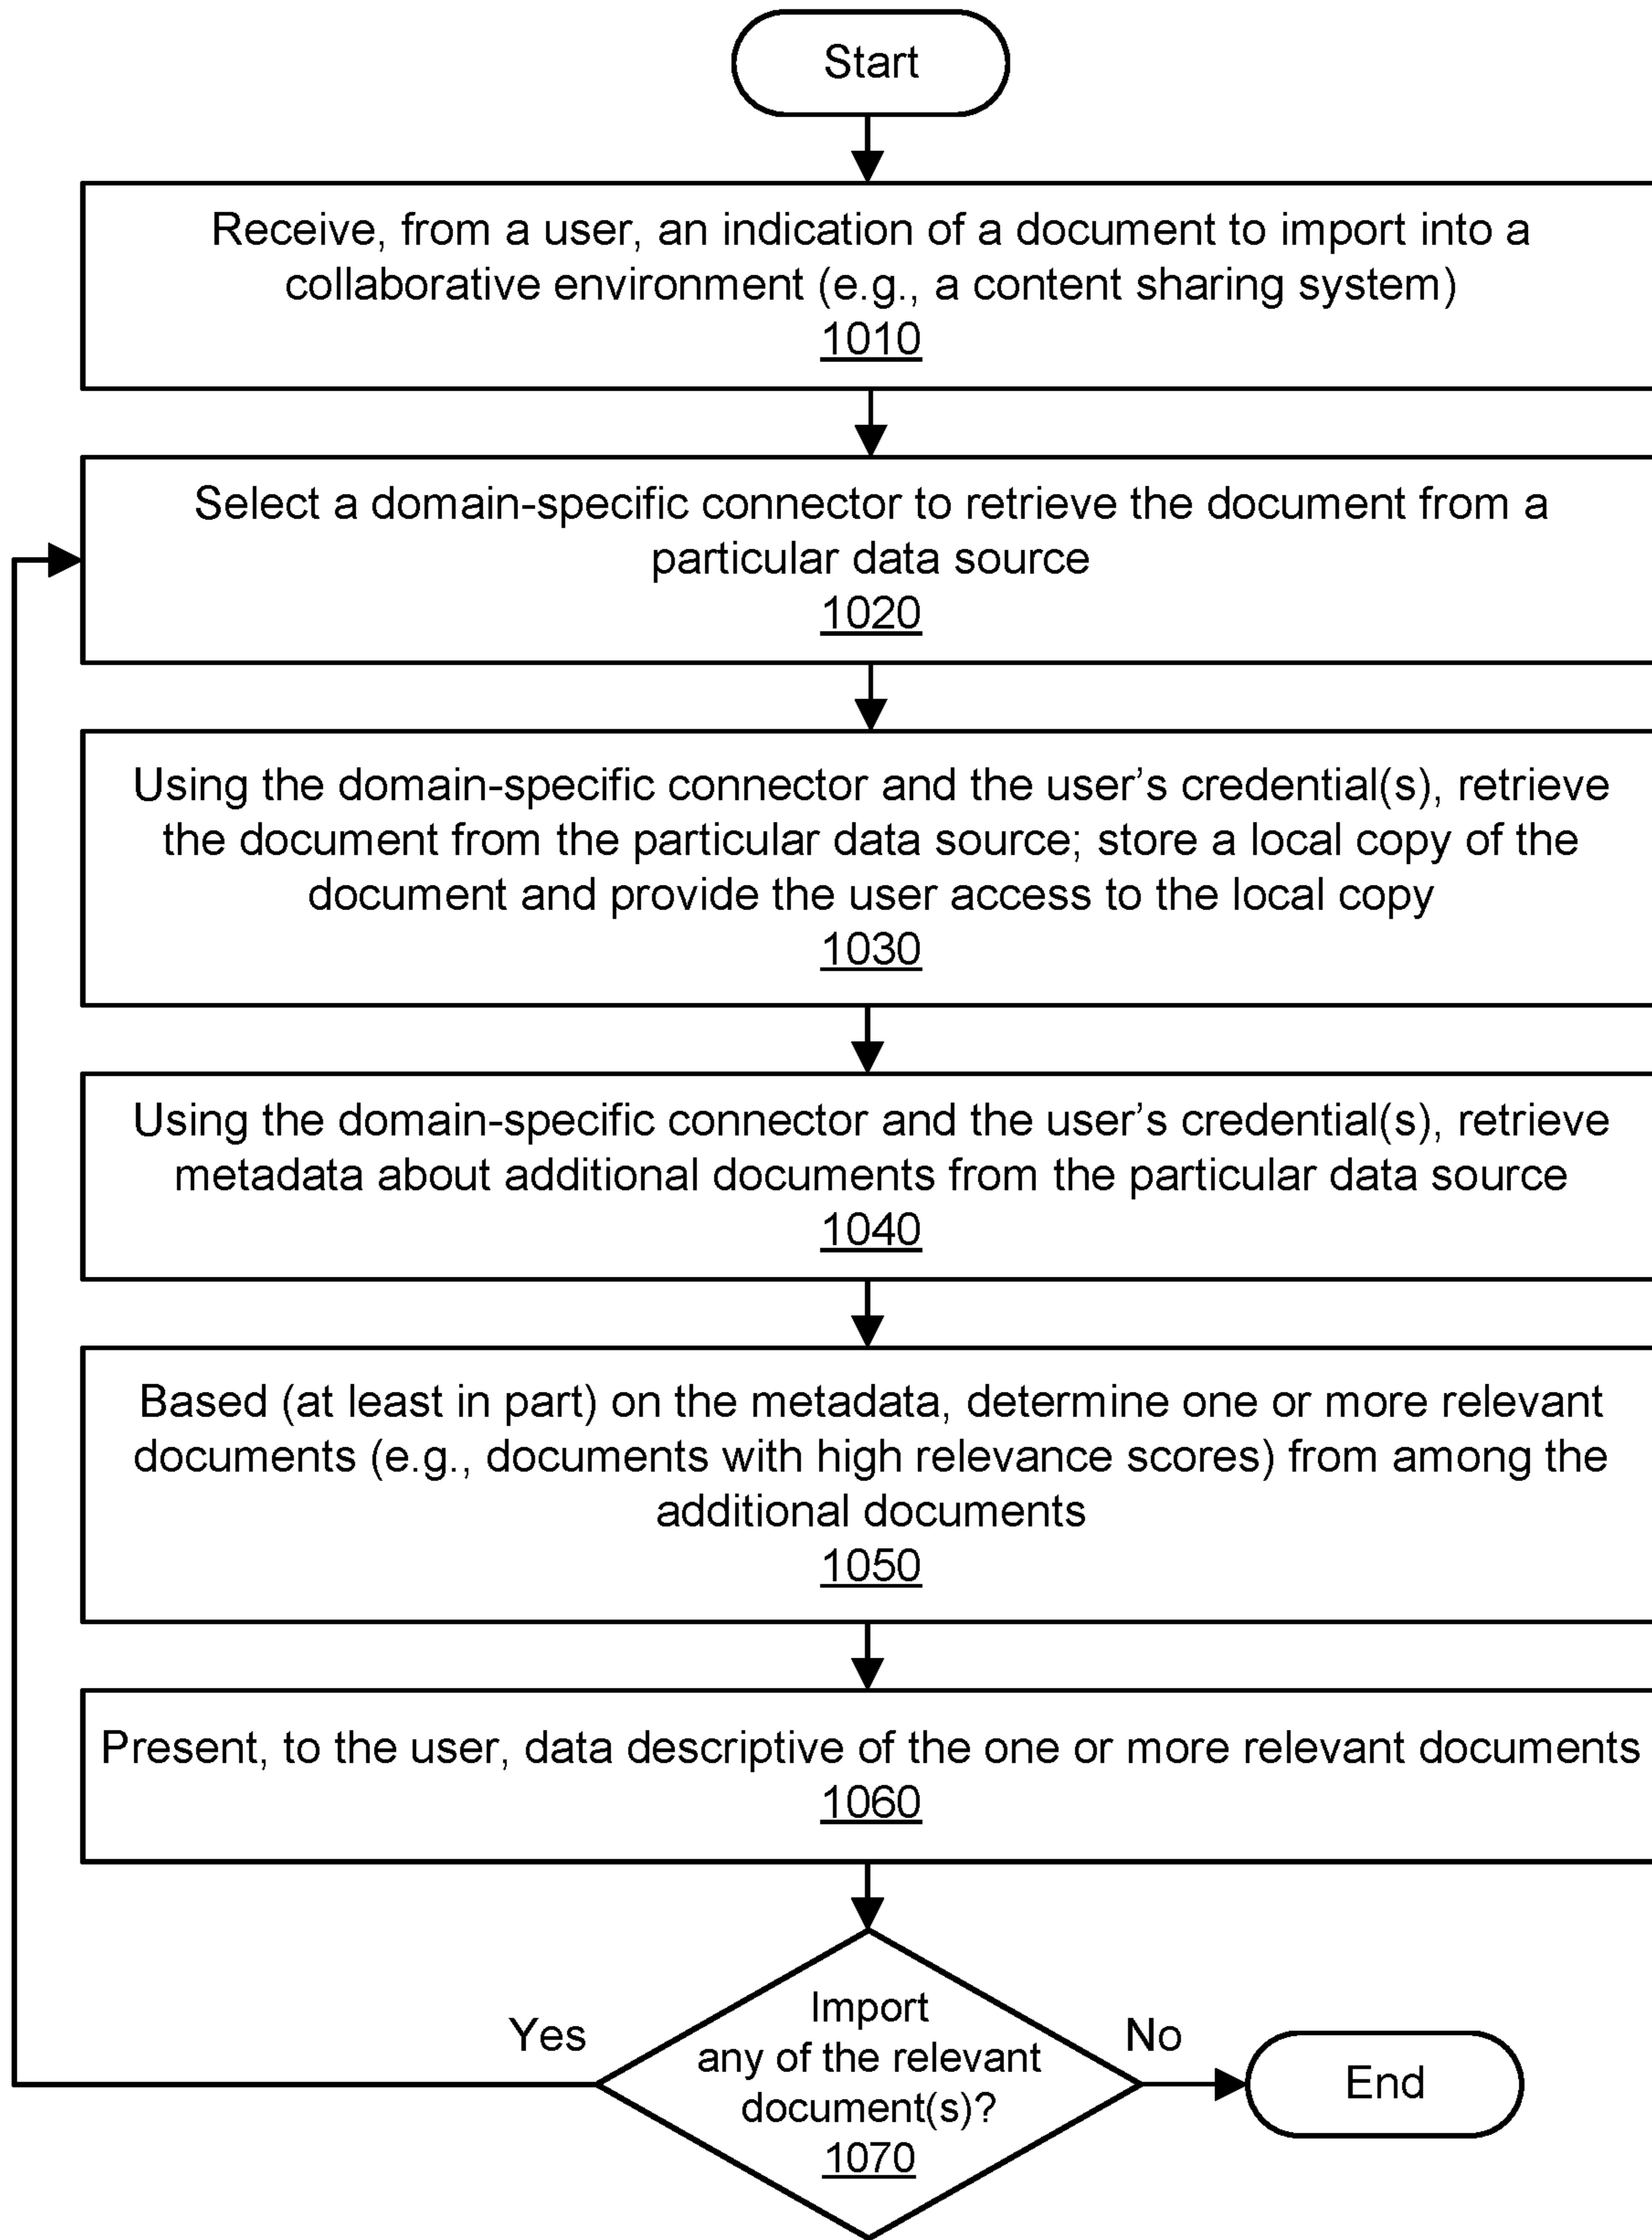 Start
Receive, from a user, an indication of a document to import into a
collaborative environment (e.g., a content sharing system)
1010
Select a domain-specific connector to retrieve the document from a
particular data source
1020
Using the domain-specific connector and the user’s credential(s), retrieve
the document from the particular data source; store a local copy of the
document and provide the user access to the local copy
1030
Using the domain-specific connector and the user’s credential(s), retrieve
metadata about additional documents from the particular data source
1040
Based (at least in part) on the metadata, determine one or more relevant
documents (e.g., documents with high relevance scores) from among the
additional documents
1050
Present, to the user, data descriptive of the one or more relevant documents
1060
Yes
Import
any of the relevant
document(s)?
1070
No
End